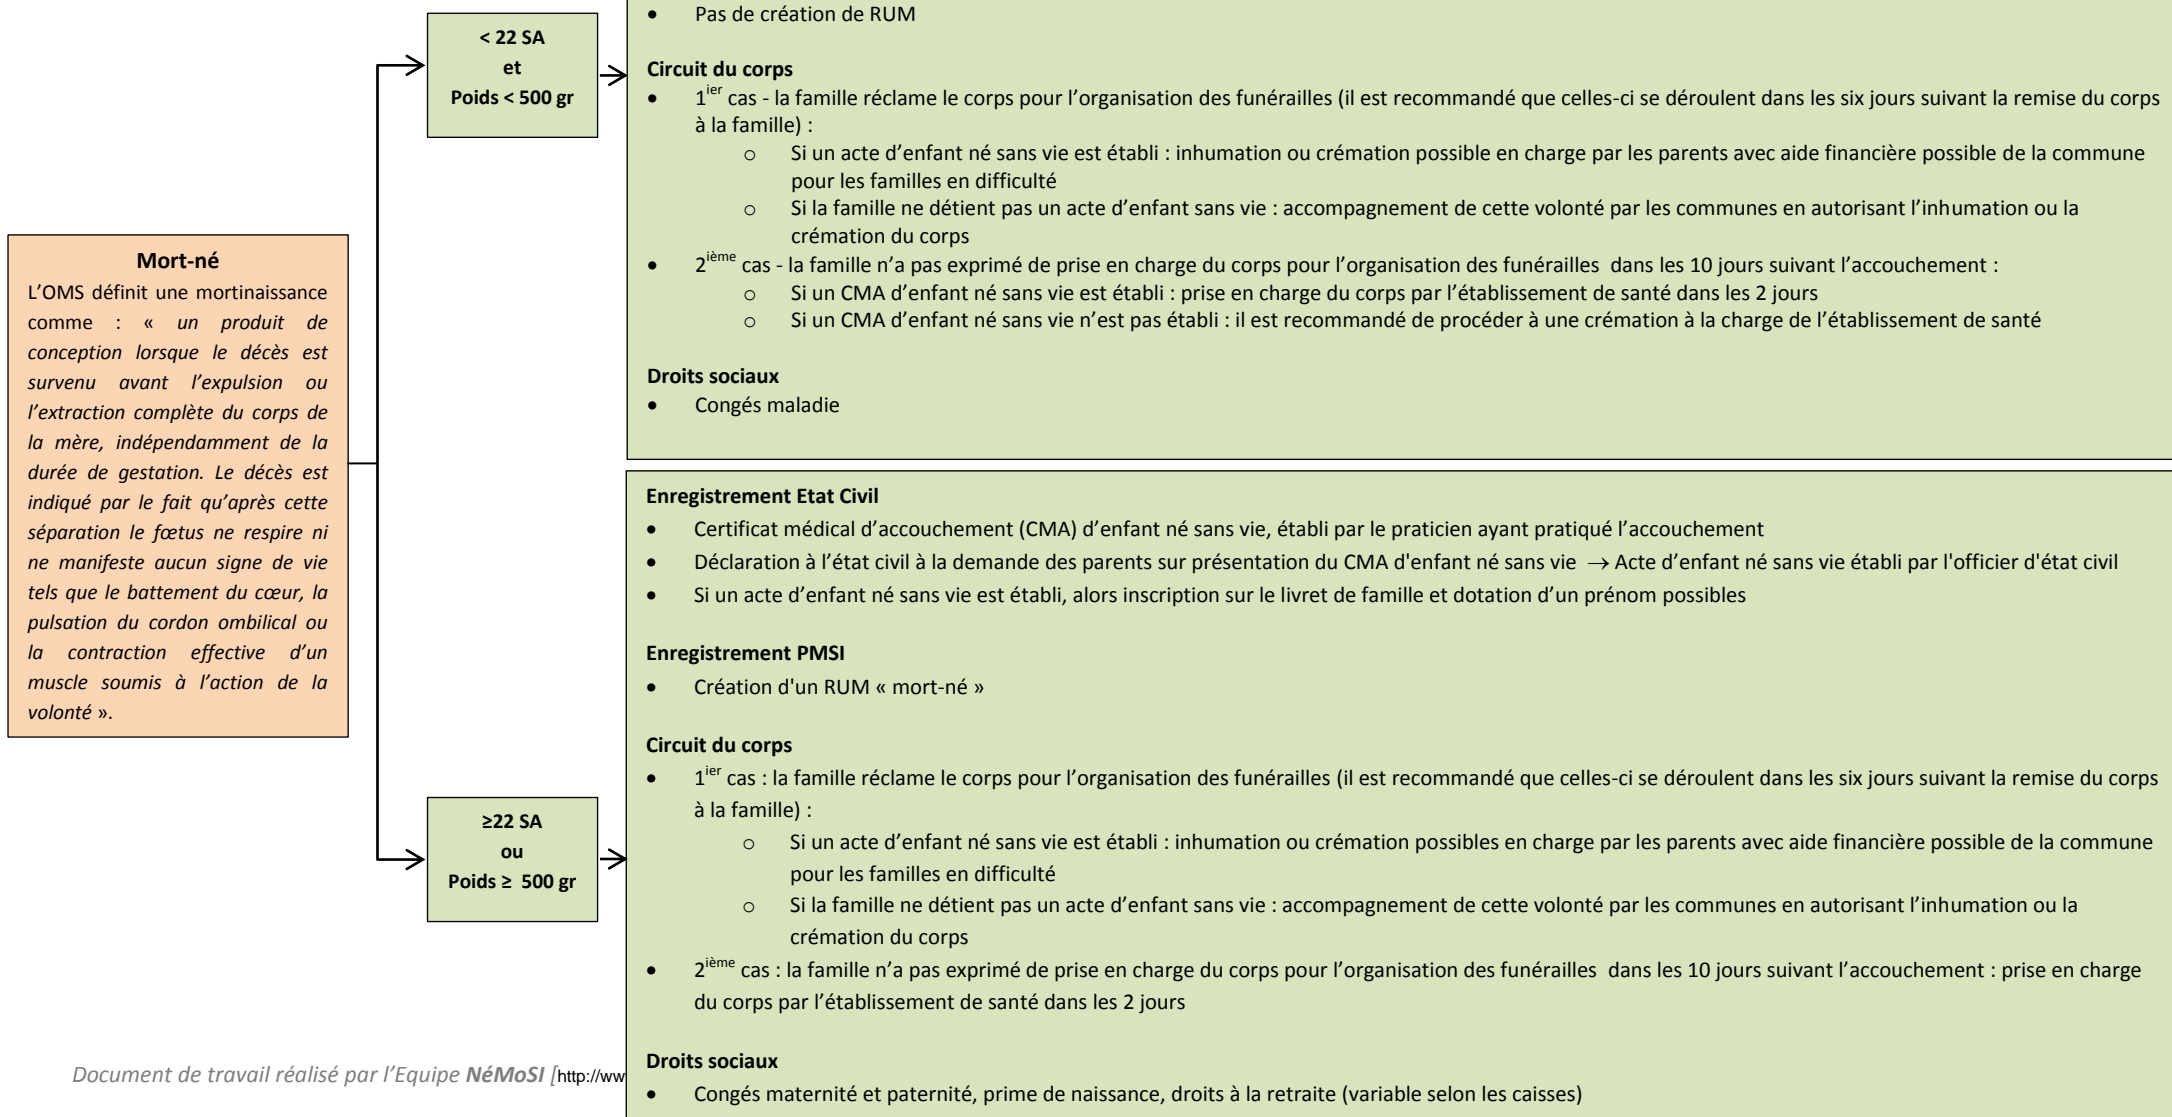 Mort-né
L’OMS définit une mortinaissance
comme : « un produit de
conception lorsque le décès est
survenu avant l’expulsion ou
l’extraction complète du corps de
la mère, indépendamment de la
durée de gestation. Le décès est
indiqué par le fait qu’après cette
séparation le fœtus ne respire ni
ne manifeste aucun signe de vie
tels que le battement du cœur, la
pulsation du cordon ombilical ou
la contraction effective d’un
muscle soumis à l’action de la
volonté ».
< 22 SA
et
Poids < 500 gr
• Pas de création de RUM
Circuit du corps
• 1ier cas - la famille réclame le corps pour l’organisation des funérailles (il est recommandé que celles-ci se déroulent dans les six jours suivant la remise du corps
à la famille) :
o Si un acte d’enfant né sans vie est établi : inhumation ou crémation possible en charge par les parents avec aide financière possible de la commune
pour les familles en difficulté
o Si la famille ne détient pas un acte d’enfant sans vie : accompagnement de cette volonté par les communes en autorisant l’inhumation ou la
crémation du corps
• 2ième cas - la famille n’a pas exprimé de prise en charge du corps pour l’organisation des funérailles dans les 10 jours suivant l’accouchement :
o Si un CMA d’enfant né sans vie est établi : prise en charge du corps par l’établissement de santé dans les 2 jours
o Si un CMA d’enfant né sans vie n’est pas établi : il est recommandé de procéder à une crémation à la charge de l’établissement de santé
Droits sociaux
• Congés maladie
≥22 SA
ou
Poids ≥ 500 gr
Enregistrement Etat Civil
• Certificat médical d’accouchement (CMA) d’enfant né sans vie, établi par le praticien ayant pratiqué l’accouchement
• Déclaration à l’état civil à la demande des parents sur présentation du CMA d'enfant né sans vie → Acte d’enfant né sans vie établi par l'officier d'état civil
• Si un acte d’enfant né sans vie est établi, alors inscription sur le livret de famille et dotation d’un prénom possibles
Enregistrement PMSI
• Création d'un RUM « mort-né »
Circuit du corps
• 1ier cas : la famille réclame le corps pour l’organisation des funérailles (il est recommandé que celles-ci se déroulent dans les six jours suivant la remise du corps
à la famille) :
o Si un acte d’enfant né sans vie est établi : inhumation ou crémation possibles en charge par les parents avec aide financière possible de la commune
pour les familles en difficulté
o Si la famille ne détient pas un acte d’enfant sans vie : accompagnement de cette volonté par les communes en autorisant l’inhumation ou la
crémation du corps
• 2ième cas : la famille n’a pas exprimé de prise en charge du corps pour l’organisation des funérailles dans les 10 jours suivant l’accouchement : prise en charge
du corps par l’établissement de santé dans les 2 jours
Droits sociaux
• Congés maternité et paternité, prime de naissance, droits à la retraite (variable selon les caisses)
Document de travail réalisé par l’Equipe NéMoSI [http://ww